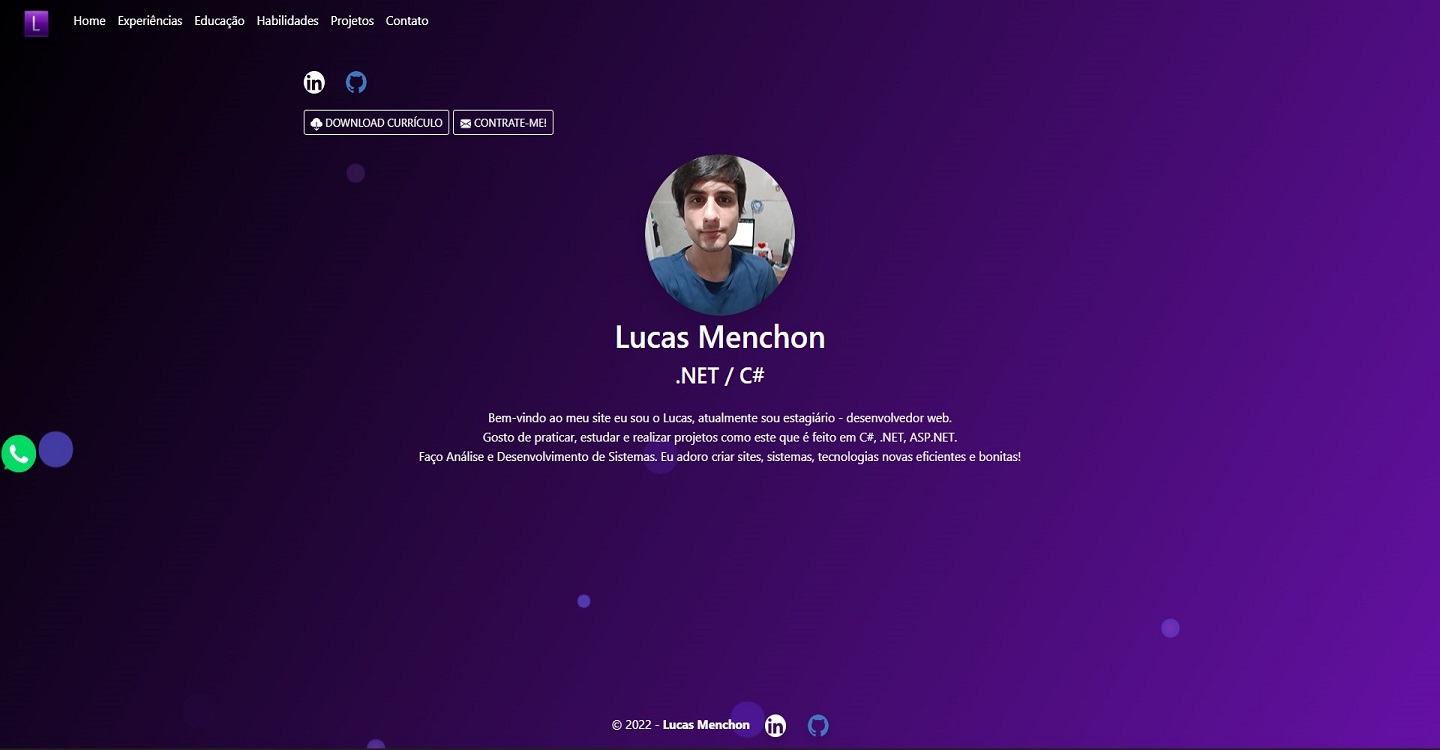 L
Home Experiências Educação Habilidades Projetos Contato
in
DOWNLOAD CURRÍCULO CONTRATE-ME!
Lucas Menchon
.NET / C#
Bem-vindo ao meu site eu sou o Lucas, atualmente sou estagiário - desenvolvedor web.
Gosto de praticar, estudar e realizar projetos como este que é feito em C#, .NET, ASP.NET.
Faço Análise e Desenvolvimento de Sistemas. Eu adoro criar sites, sistemas, tecnologias novas eficientes e bonitas!
© 2022 - Lucas Menchon in